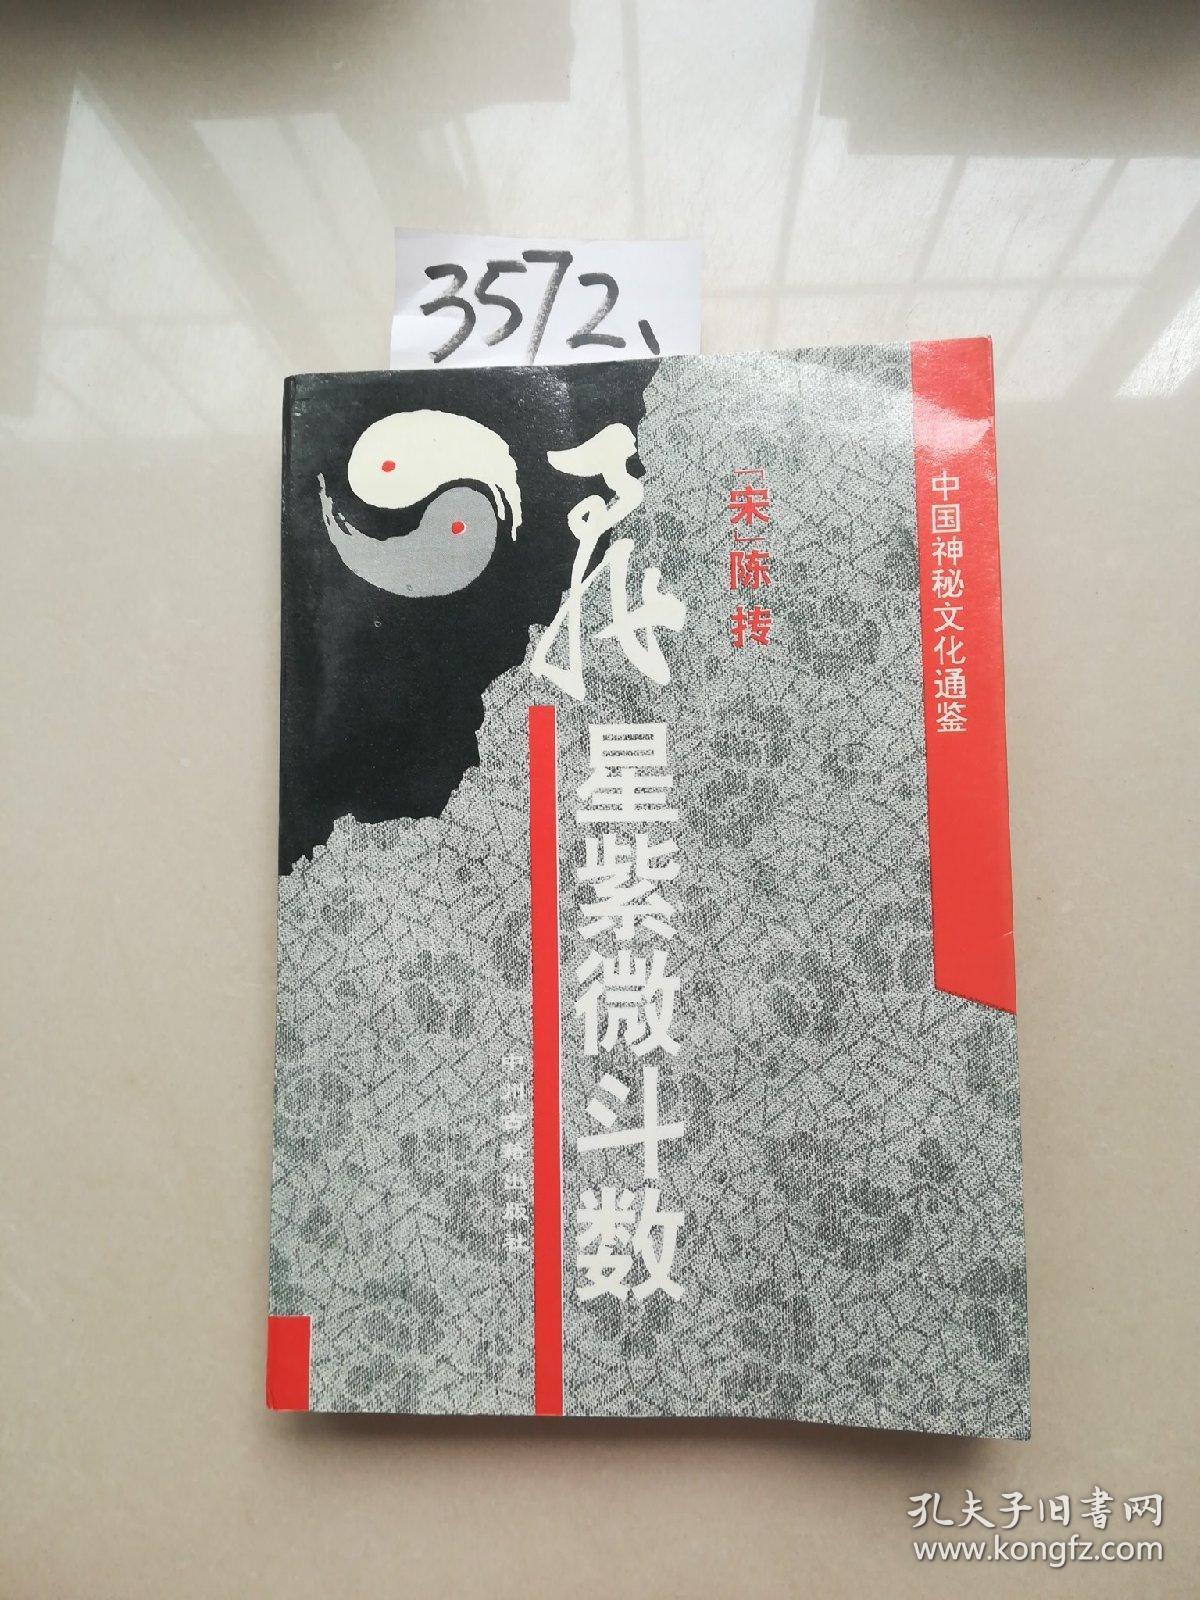 3572、
中国神秘文化通鉴
［宋］陈抟
飞星紫微斗数
中州古籍出版社
孔夫子旧书网
www.kongfz.com